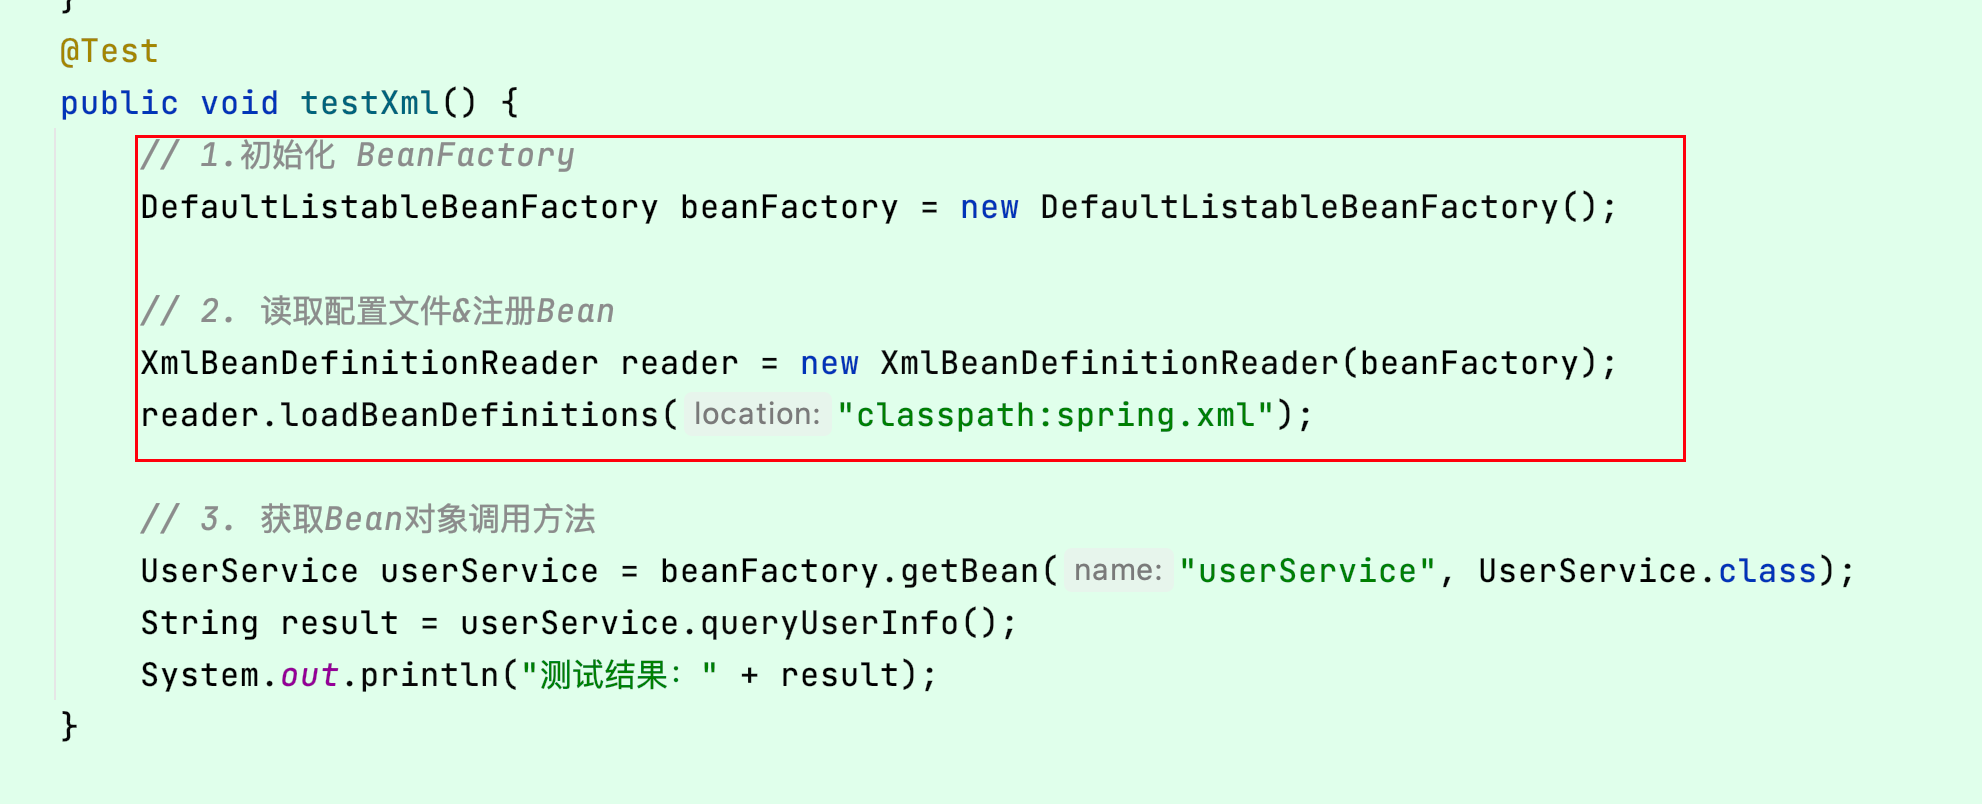 }
@Test
public void testXml() {
// 1.初始化 BeanFactory
DefaultListableBeanFactory beanFactory = new DefaultListableBeanFactory();
// 2. 读取配置文件&注册Bean
XmlBeanDefinitionReader reader = new XmlBeanDefinitionReader(beanFactory);
reader.loadBeanDefinitions( location: "classpath:spring.xml");
// 3. 获取Bean对象调用方法
UserService userService = beanFactory.getBean( name: "userService", UserService.class);
String result = userService.queryUserInfo();
System.out.println("测试结果：" + result);
}